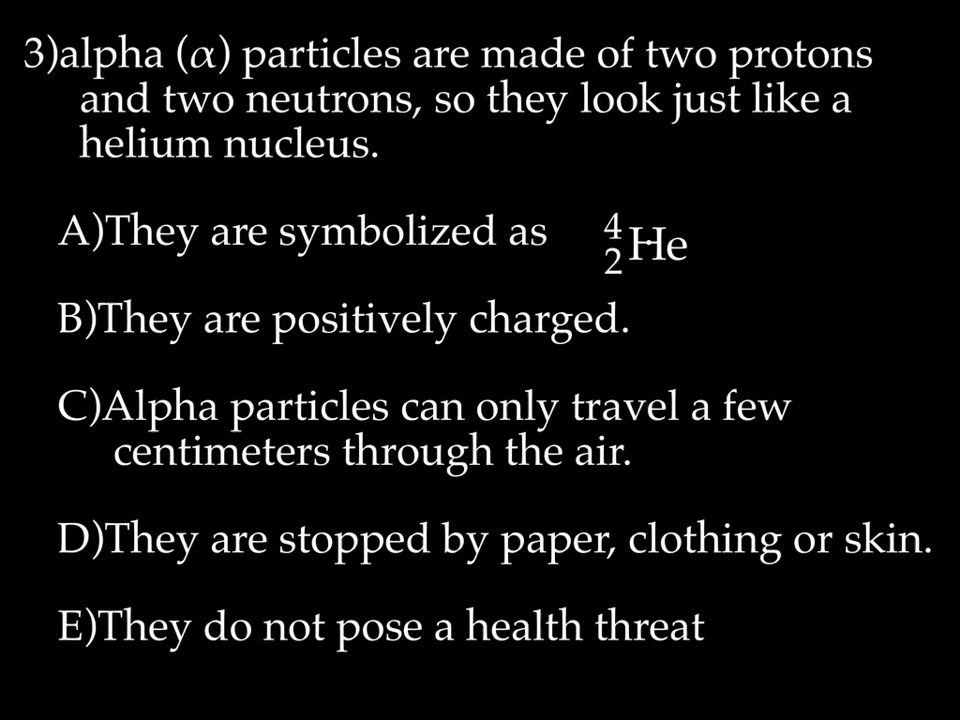 3)alpha (α) particles are made of two protons
and two neutrons, so they look just like a
helium nucleus.
A)They are symbolized as ⁴₂He
B)They are positively charged.
C)Alpha particles can only travel a few
centimeters through the air.
D)They are stopped by paper, clothing or skin.
E)They do not pose a health threat